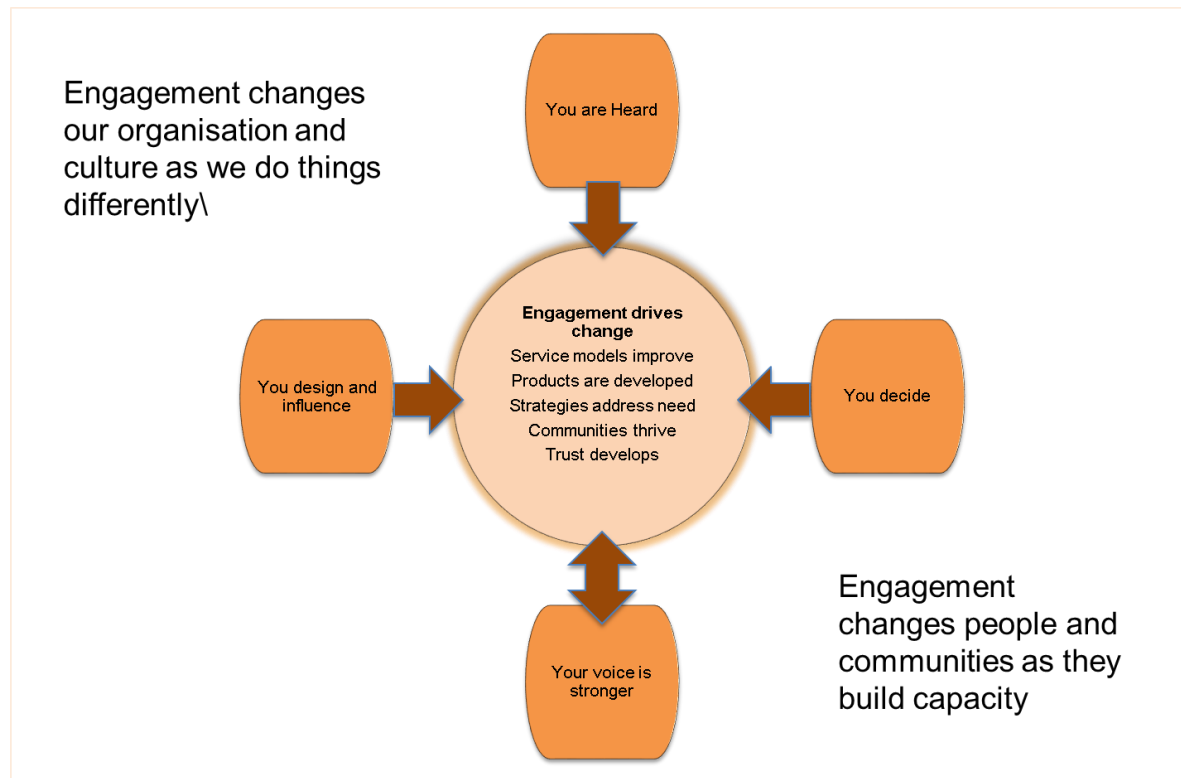 Engagement changes
our organisation and
culture as we do things
differently\
You are Heard
Engagement drives
change
Service models improve
Products are developed
Strategies address need
Communities thrive
Trust develops
You design and
influence
You decide
Your voice is
stronger
Engagement
changes people and
communities as they
build capacity